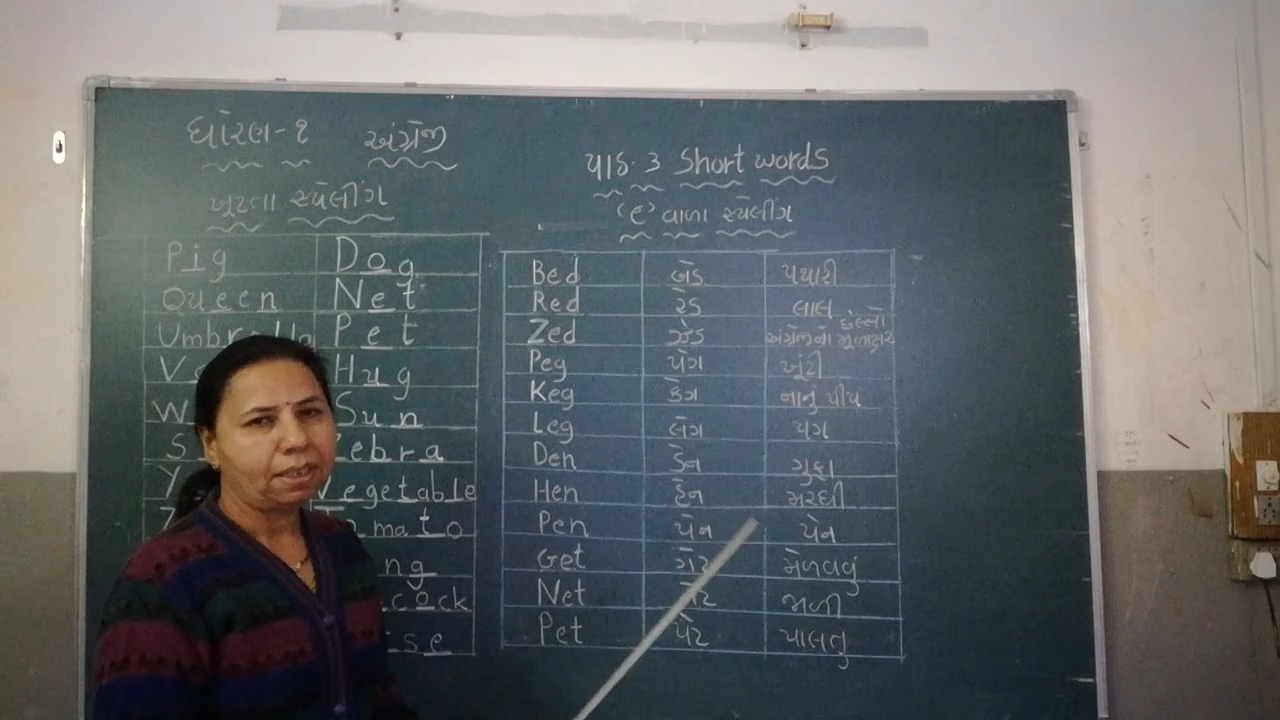 ધોરણ-૧ અંગ્રેજી
ખૂટતા સ્પેલીંગ
Pig Dog
Queen Net
Umbrella Pet
Hug
Sun
Zebra
Vegetable
Tomato
પાઠ.૩ Short words
'e' વાળા સ્પેલીંગ
Bed બેડ પથારી
Red રેડ લાલ
Zed ઝેડ અંગ્રેજીનો છેલ્લો મૂળાક્ષર
Peg પેગ ખૂંટી
Keg કેગ નાનું પીપ
Leg લેગ પગ
Den ડેન ગુફા
Hen હેન મરઘી
Pen પેન પેન
Get ગેટ મેળવવું
Net જાળી
Pet પેટ પાલતુ